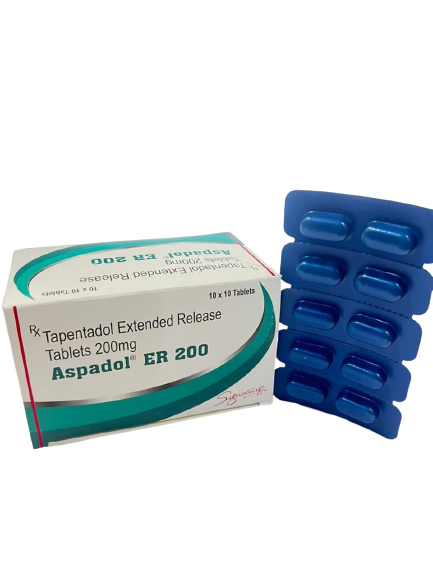 Aspadol® ER 200
Tablets 200mg
Rx Tapentadol Extended Release
10 x 10 Tablets
10 x 10 Tablets
Rx Tapentadol Extended Release
Tablets 200mg
Aspadol® ER 200
Signature